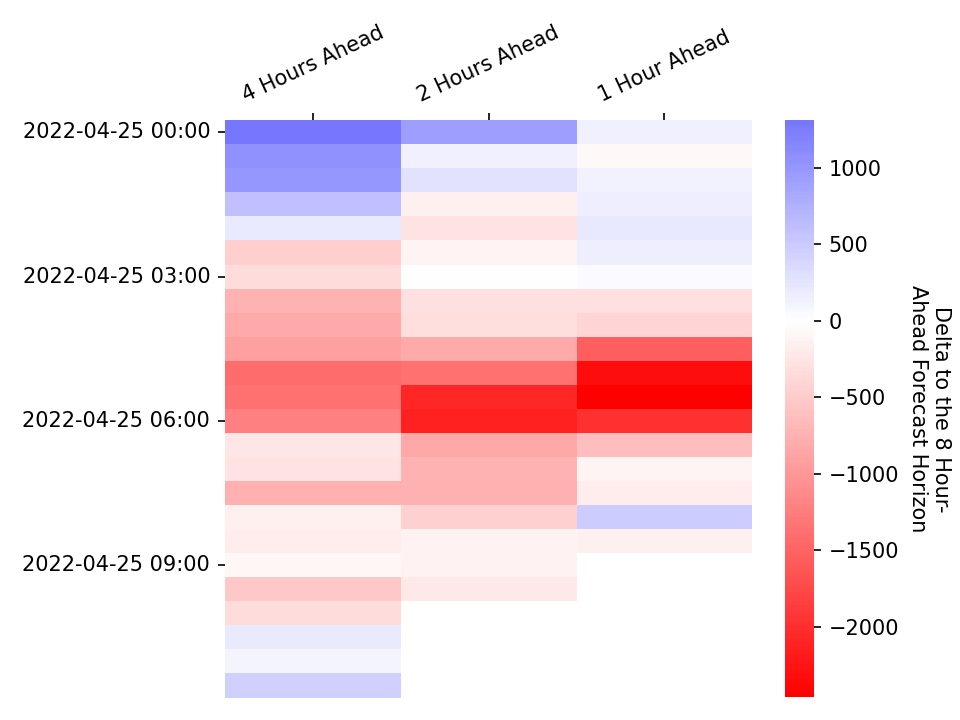 4 Hours Ahead
2 Hours Ahead
1 Hour Ahead
2022-04-25 00:00
2022-04-25 03:00
2022-04-25 06:00
2022-04-25 09:00
1000
500
0
−500
−1000
−1500
−2000
Delta to the 8 Hour-
Ahead Forecast Horizon